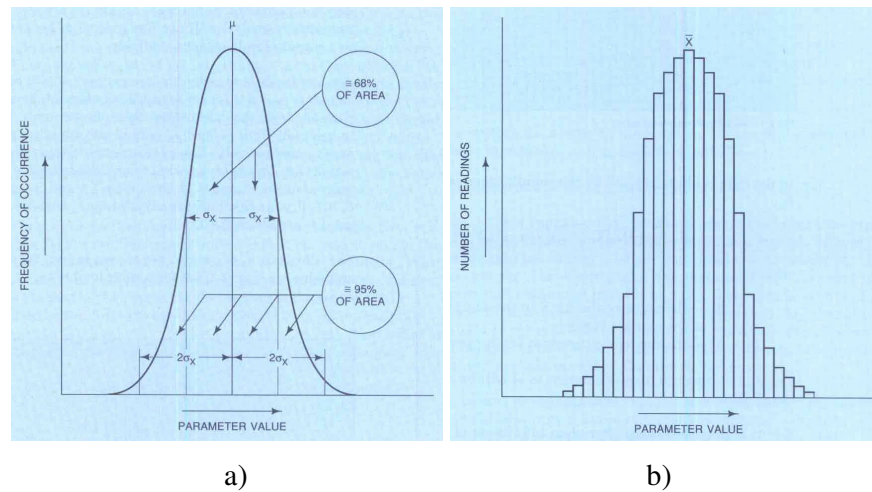 μ
≅ 68%
OF AREA
FREQUENCY OF OCCURRENCE
σX
σX
≅ 95%
OF AREA
2σX
2σX
PARAMETER VALUE
a)
X̅
NUMBER OF READINGS
PARAMETER VALUE
b)